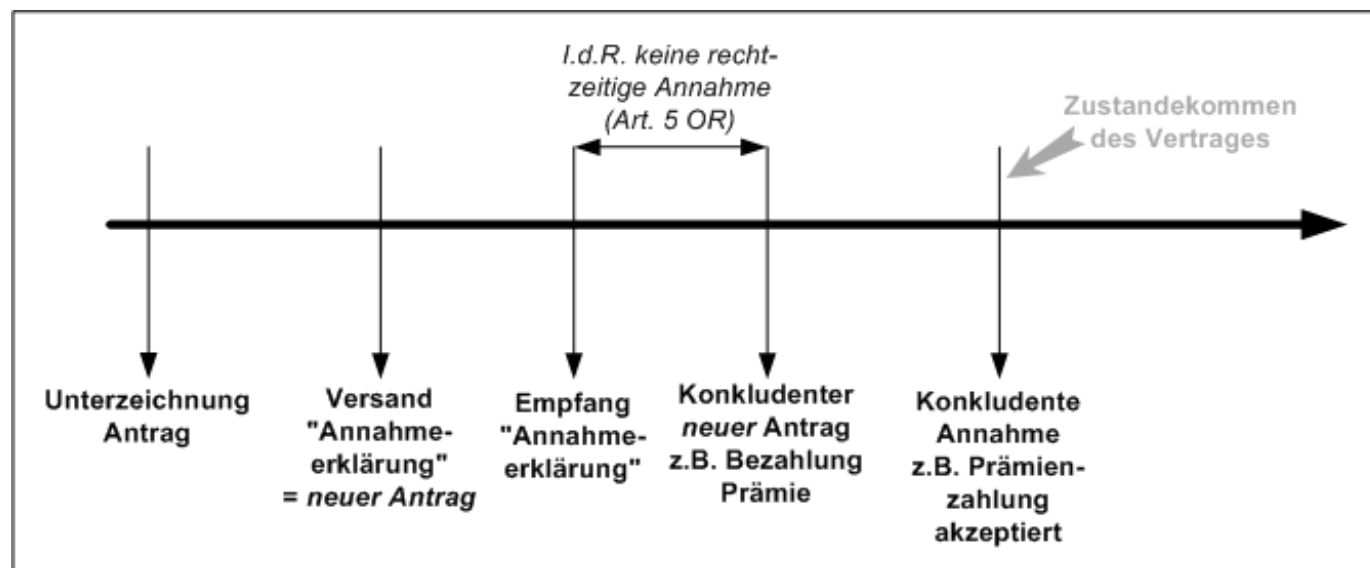 I.d.R. keine recht-
zeitige Annahme
(Art. 5 OR)
Zustandekommen
des Vertrages
Unterzeichnung
Antrag
Versand
"Annahme-
erklärung"
= neuer Antrag
Empfang
"Annahme-
erklärung"
Konkludenter
neuer Antrag
z.B. Bezahlung
Prämie
Konkludente
Annahme
z.B. Prämien-
zahlung
akzeptiert